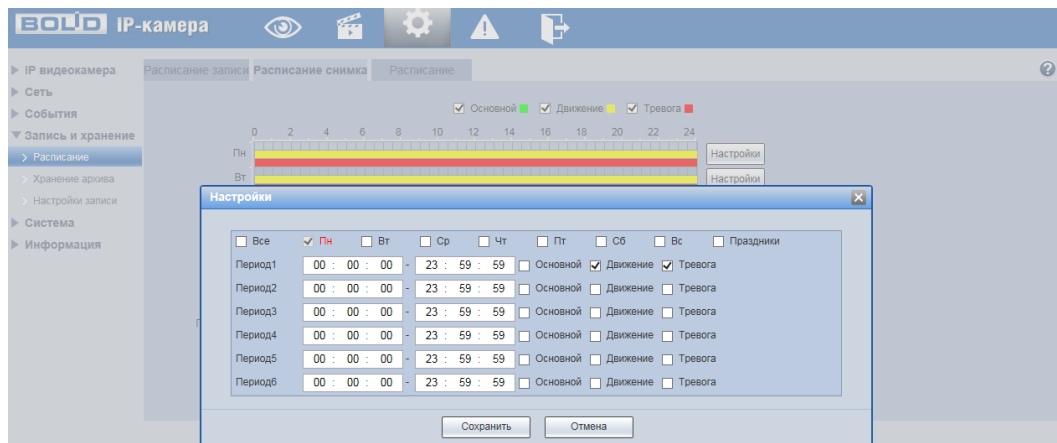 BOLID IP-камера
IP видеокамера
Сеть
События
Запись и хранение
Расписание
Хранение архива
Настройки записи
Система
Информация
Расписание записи Расписание снимка Расписание
Основной Движение Тревога
0 2 4 6 8 10 12 14 16 18 20 22 24
Пн Настройки
Вт Настройки
Настройки
Все Пн Вт Ср Чт Пт Сб Вс Праздники
Период1 00 : 00 : 00 - 23 : 59 : 59 Основной Движение Тревога
Период2 00 : 00 : 00 - 23 : 59 : 59 Основной Движение Тревога
Период3 00 : 00 : 00 - 23 : 59 : 59 Основной Движение Тревога
Период4 00 : 00 : 00 - 23 : 59 : 59 Основной Движение Тревога
Период5 00 : 00 : 00 - 23 : 59 : 59 Основной Движение Тревога
Период6 00 : 00 : 00 - 23 : 59 : 59 Основной Движение Тревога
Сохранить Отмена